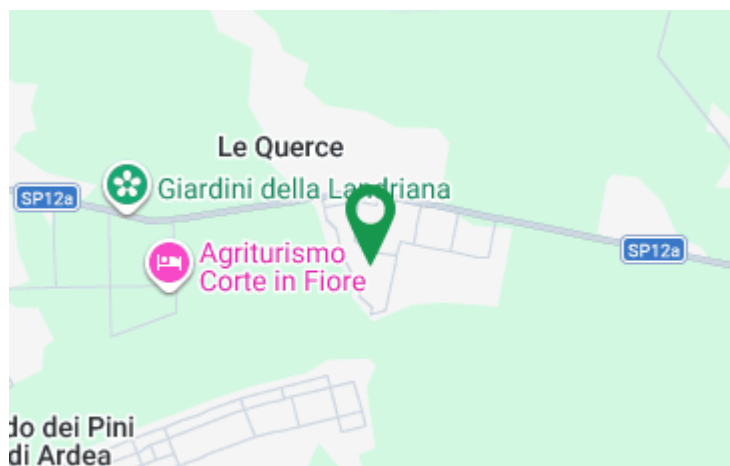 Le Querce
Giardini della Landriana
SP12a
Agriturismo
Corte in Fiore
SP12a
do dei Pini
di Ardea